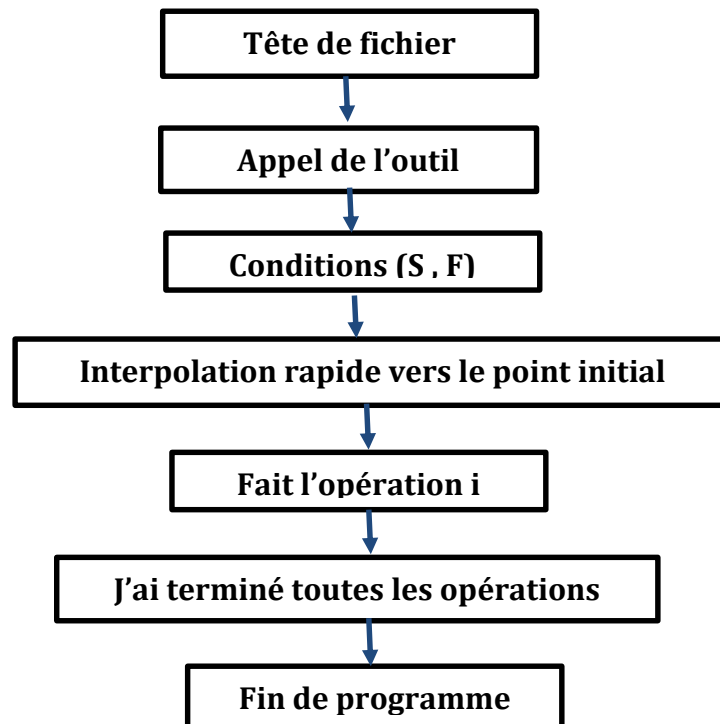 Tête de fichier
Appel de l’outil
Conditions (S , F)
Interpolation rapide vers le point initial
Fait l’opération i
J’ai terminé toutes les opérations
Fin de programme